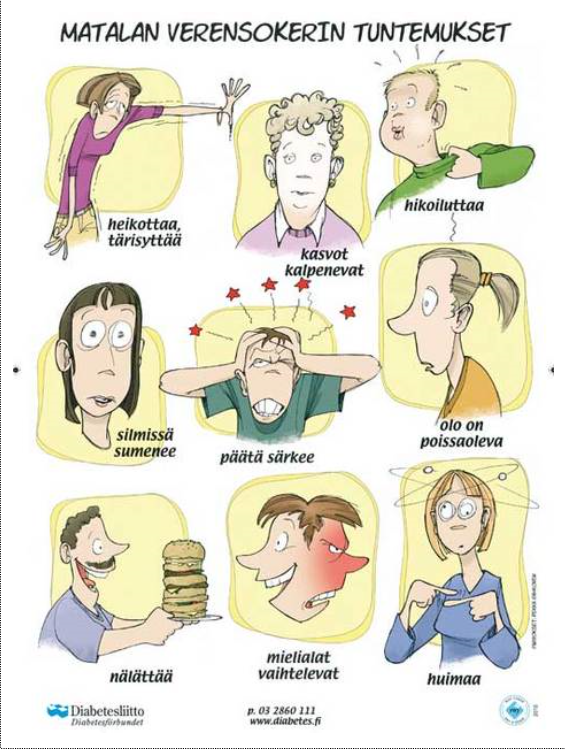 MATALAN VERENSOKERIN TUNTEMUKSET
heikottaa,
tärisyttää
kasvot
kalpenevat
hikoiluttaa
silmissä
sumenee
päätä särkee
olo on
poissaoleva
nälättää
mielialat
vaihtelevat
huimaa
Diabetesliitto
Diabetesförbundet
p. 03 2860 111
www.diabetes.fi
2010